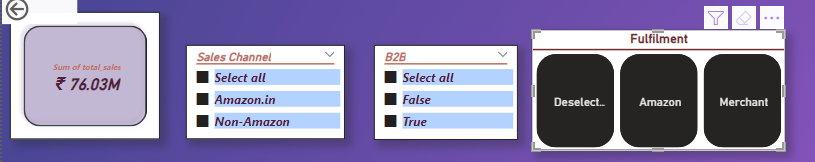 Sum of total_sales
₹ 76.03M
Sales Channel
Select all
Amazon.in
Non-Amazon
B2B
Select all
False
True
Fulfilment
Deselect..
Amazon
Merchant